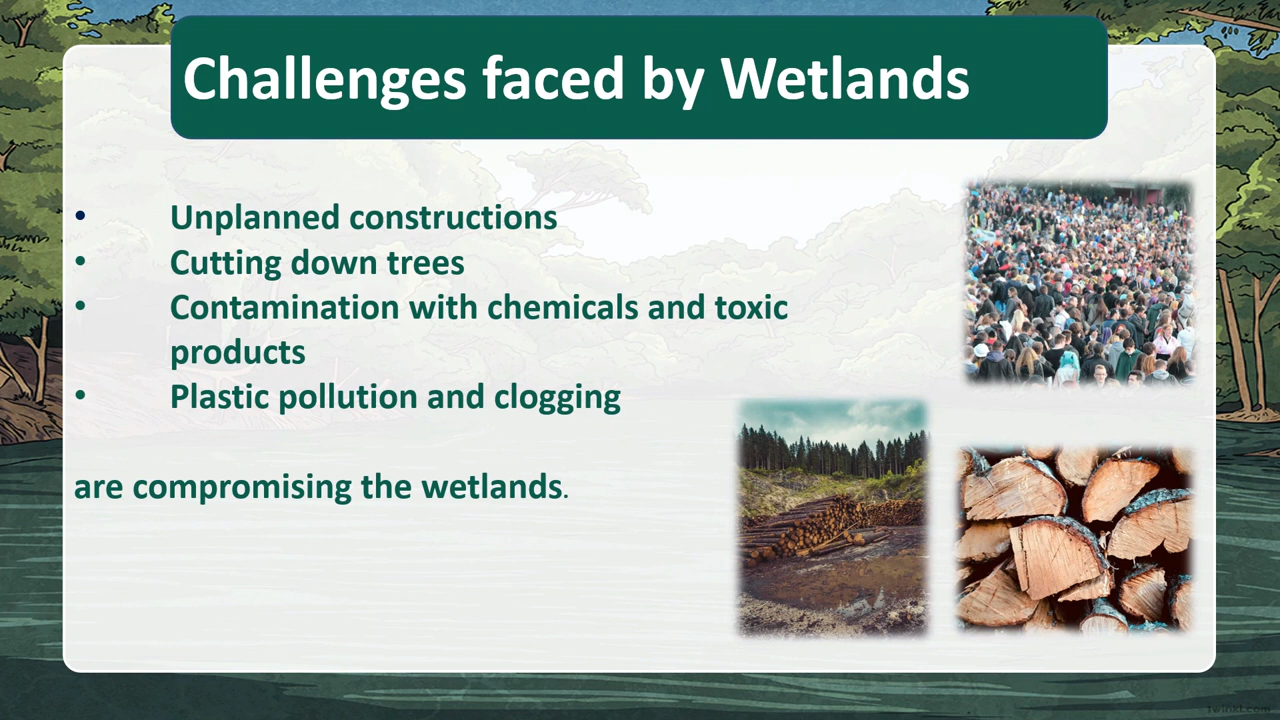 Challenges faced by Wetlands
• Unplanned constructions
• Cutting down trees
• Contamination with chemicals and toxic
products
• Plastic pollution and clogging
are compromising the wetlands.